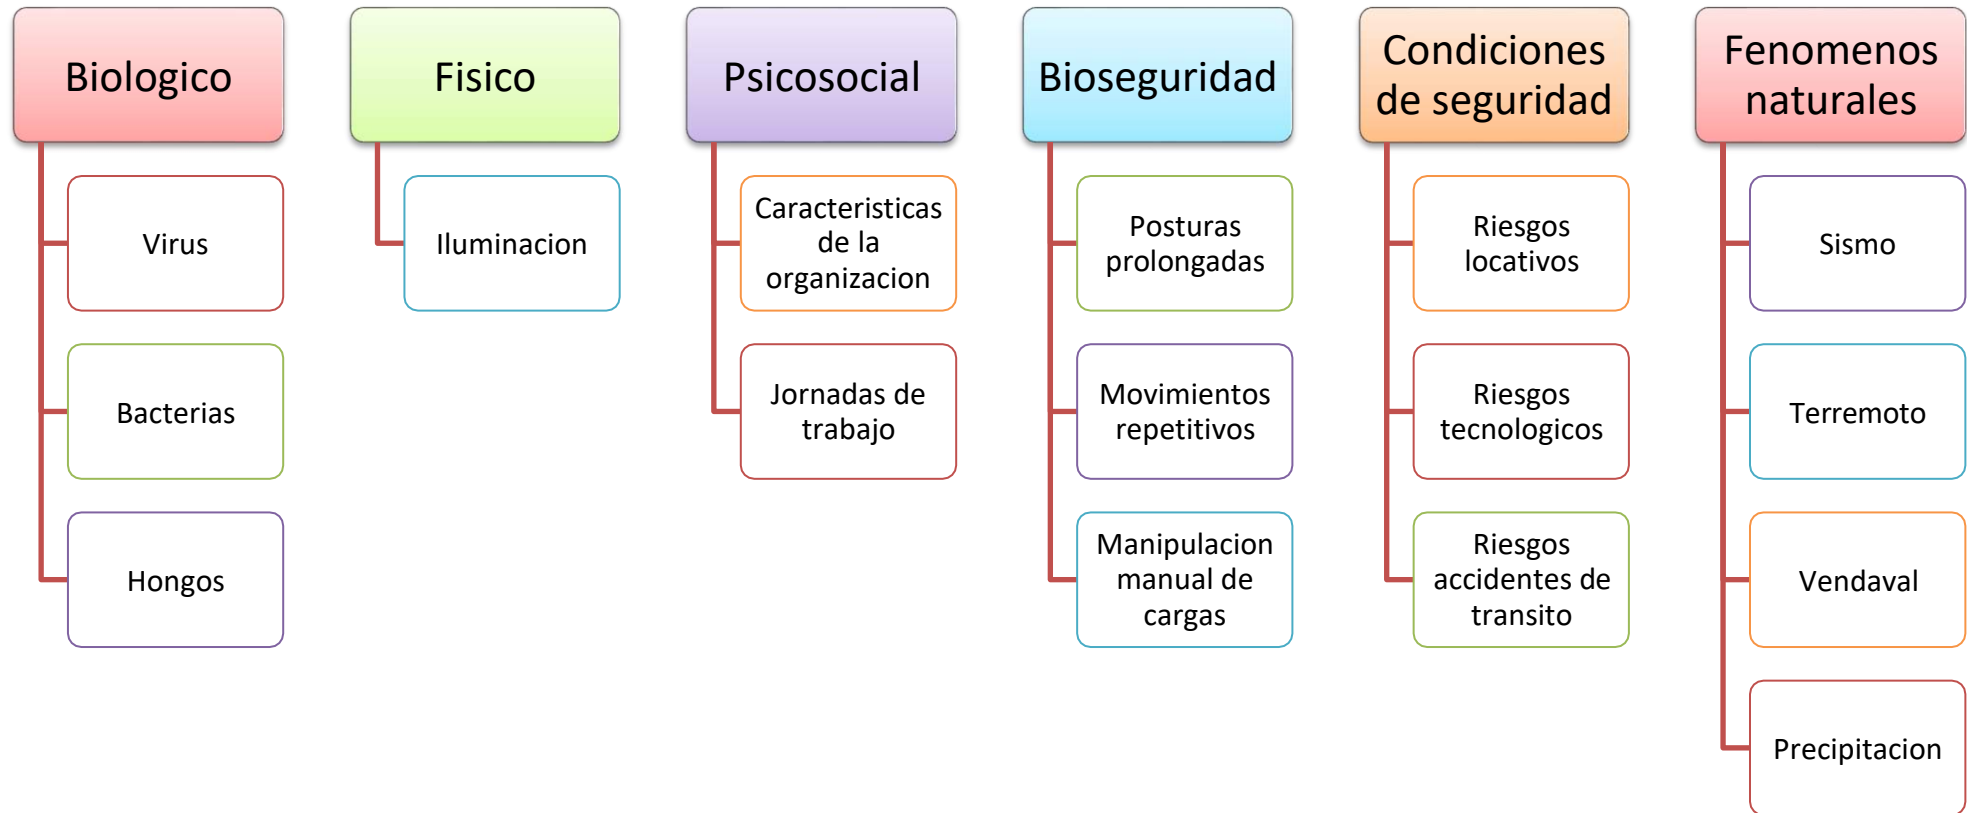 Biologico
Virus
Bacterias
Hongos
Fisico
Iluminacion
Psicosocial
Caracteristicas
de la
organizacion
Jornadas de
trabajo
Bioseguridad
Posturas
prolongadas
Movimientos
repetitivos
Manipulacion
manual de
cargas
Condiciones
de seguridad
Riesgos
locativos
Riesgos
tecnologicos
Riesgos
accidentes de
transito
Fenomenos
naturales
Sismo
Terremoto
Vendaval
Precipitacion